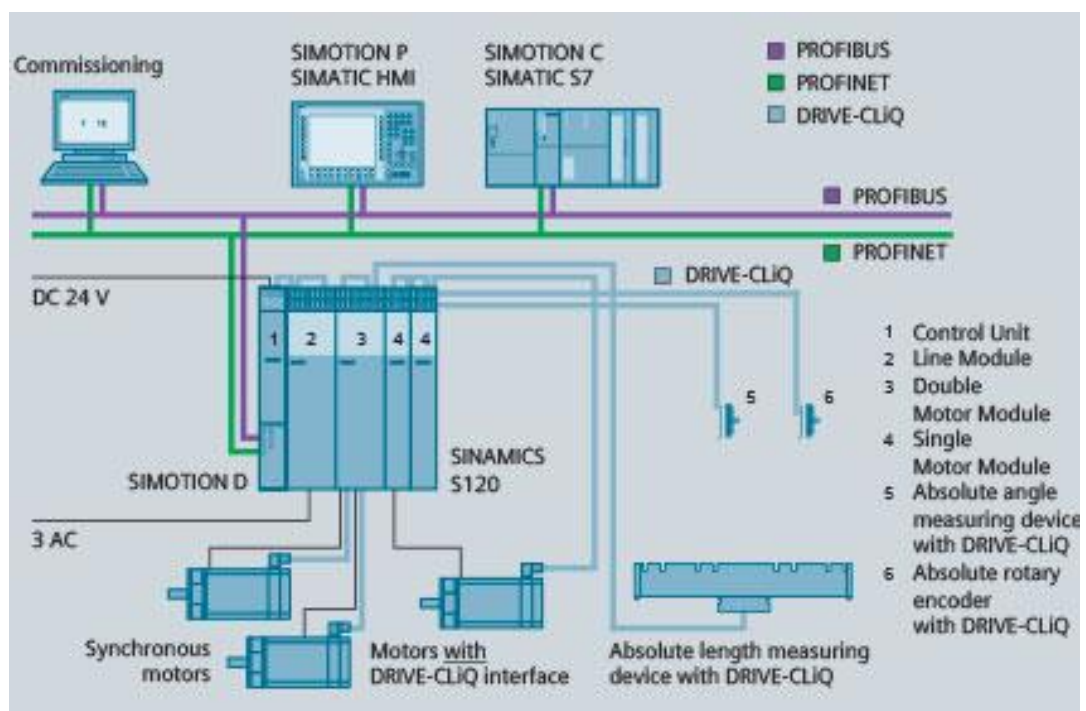 Commissioning
SIMOTION P
SIMATIC HMI
SIMOTION C
SIMATIC S7
PROFIBUS
PROFINET
DRIVE-CLiQ
PROFIBUS
PROFINET
DRIVE-CLiQ
DC 24 V
1 2 3 4 4
5
6
1 Control Unit
2 Line Module
3 Double
Motor Module
4 Single
Motor Module
5 Absolute angle
measuring device
with DRIVE-CLiQ
6 Absolute rotary
encoder
with DRIVE-CLiQ
SIMOTION D
SINAMICS
S120
3 AC
Synchronous
motors
Motors with
DRIVE-CLiQ interface
Absolute length measuring
device with DRIVE-CLiQ